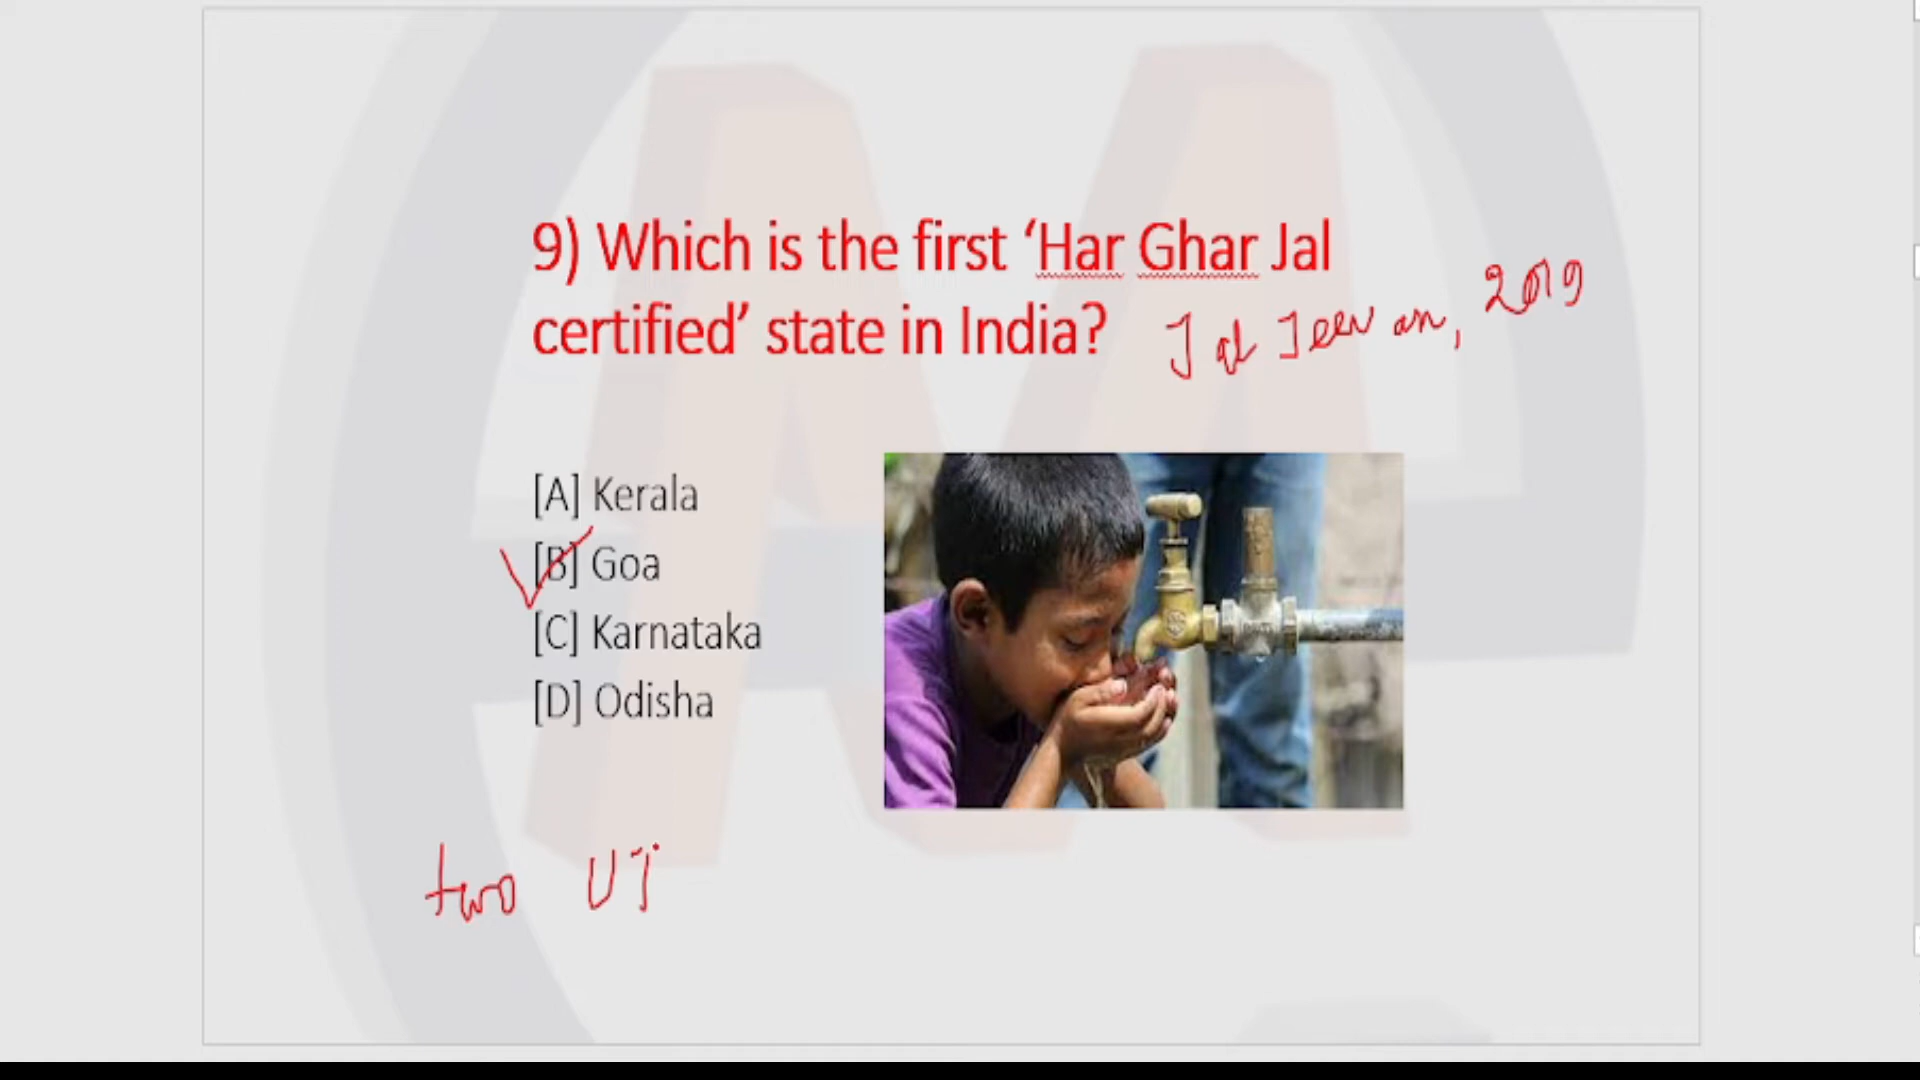 9) Which is the first ‘Har Ghar Jal
certified’ state in India?
Jal Jeevan, 2019
[A] Kerala
[B] Goa
[C] Karnataka
[D] Odisha
two UT